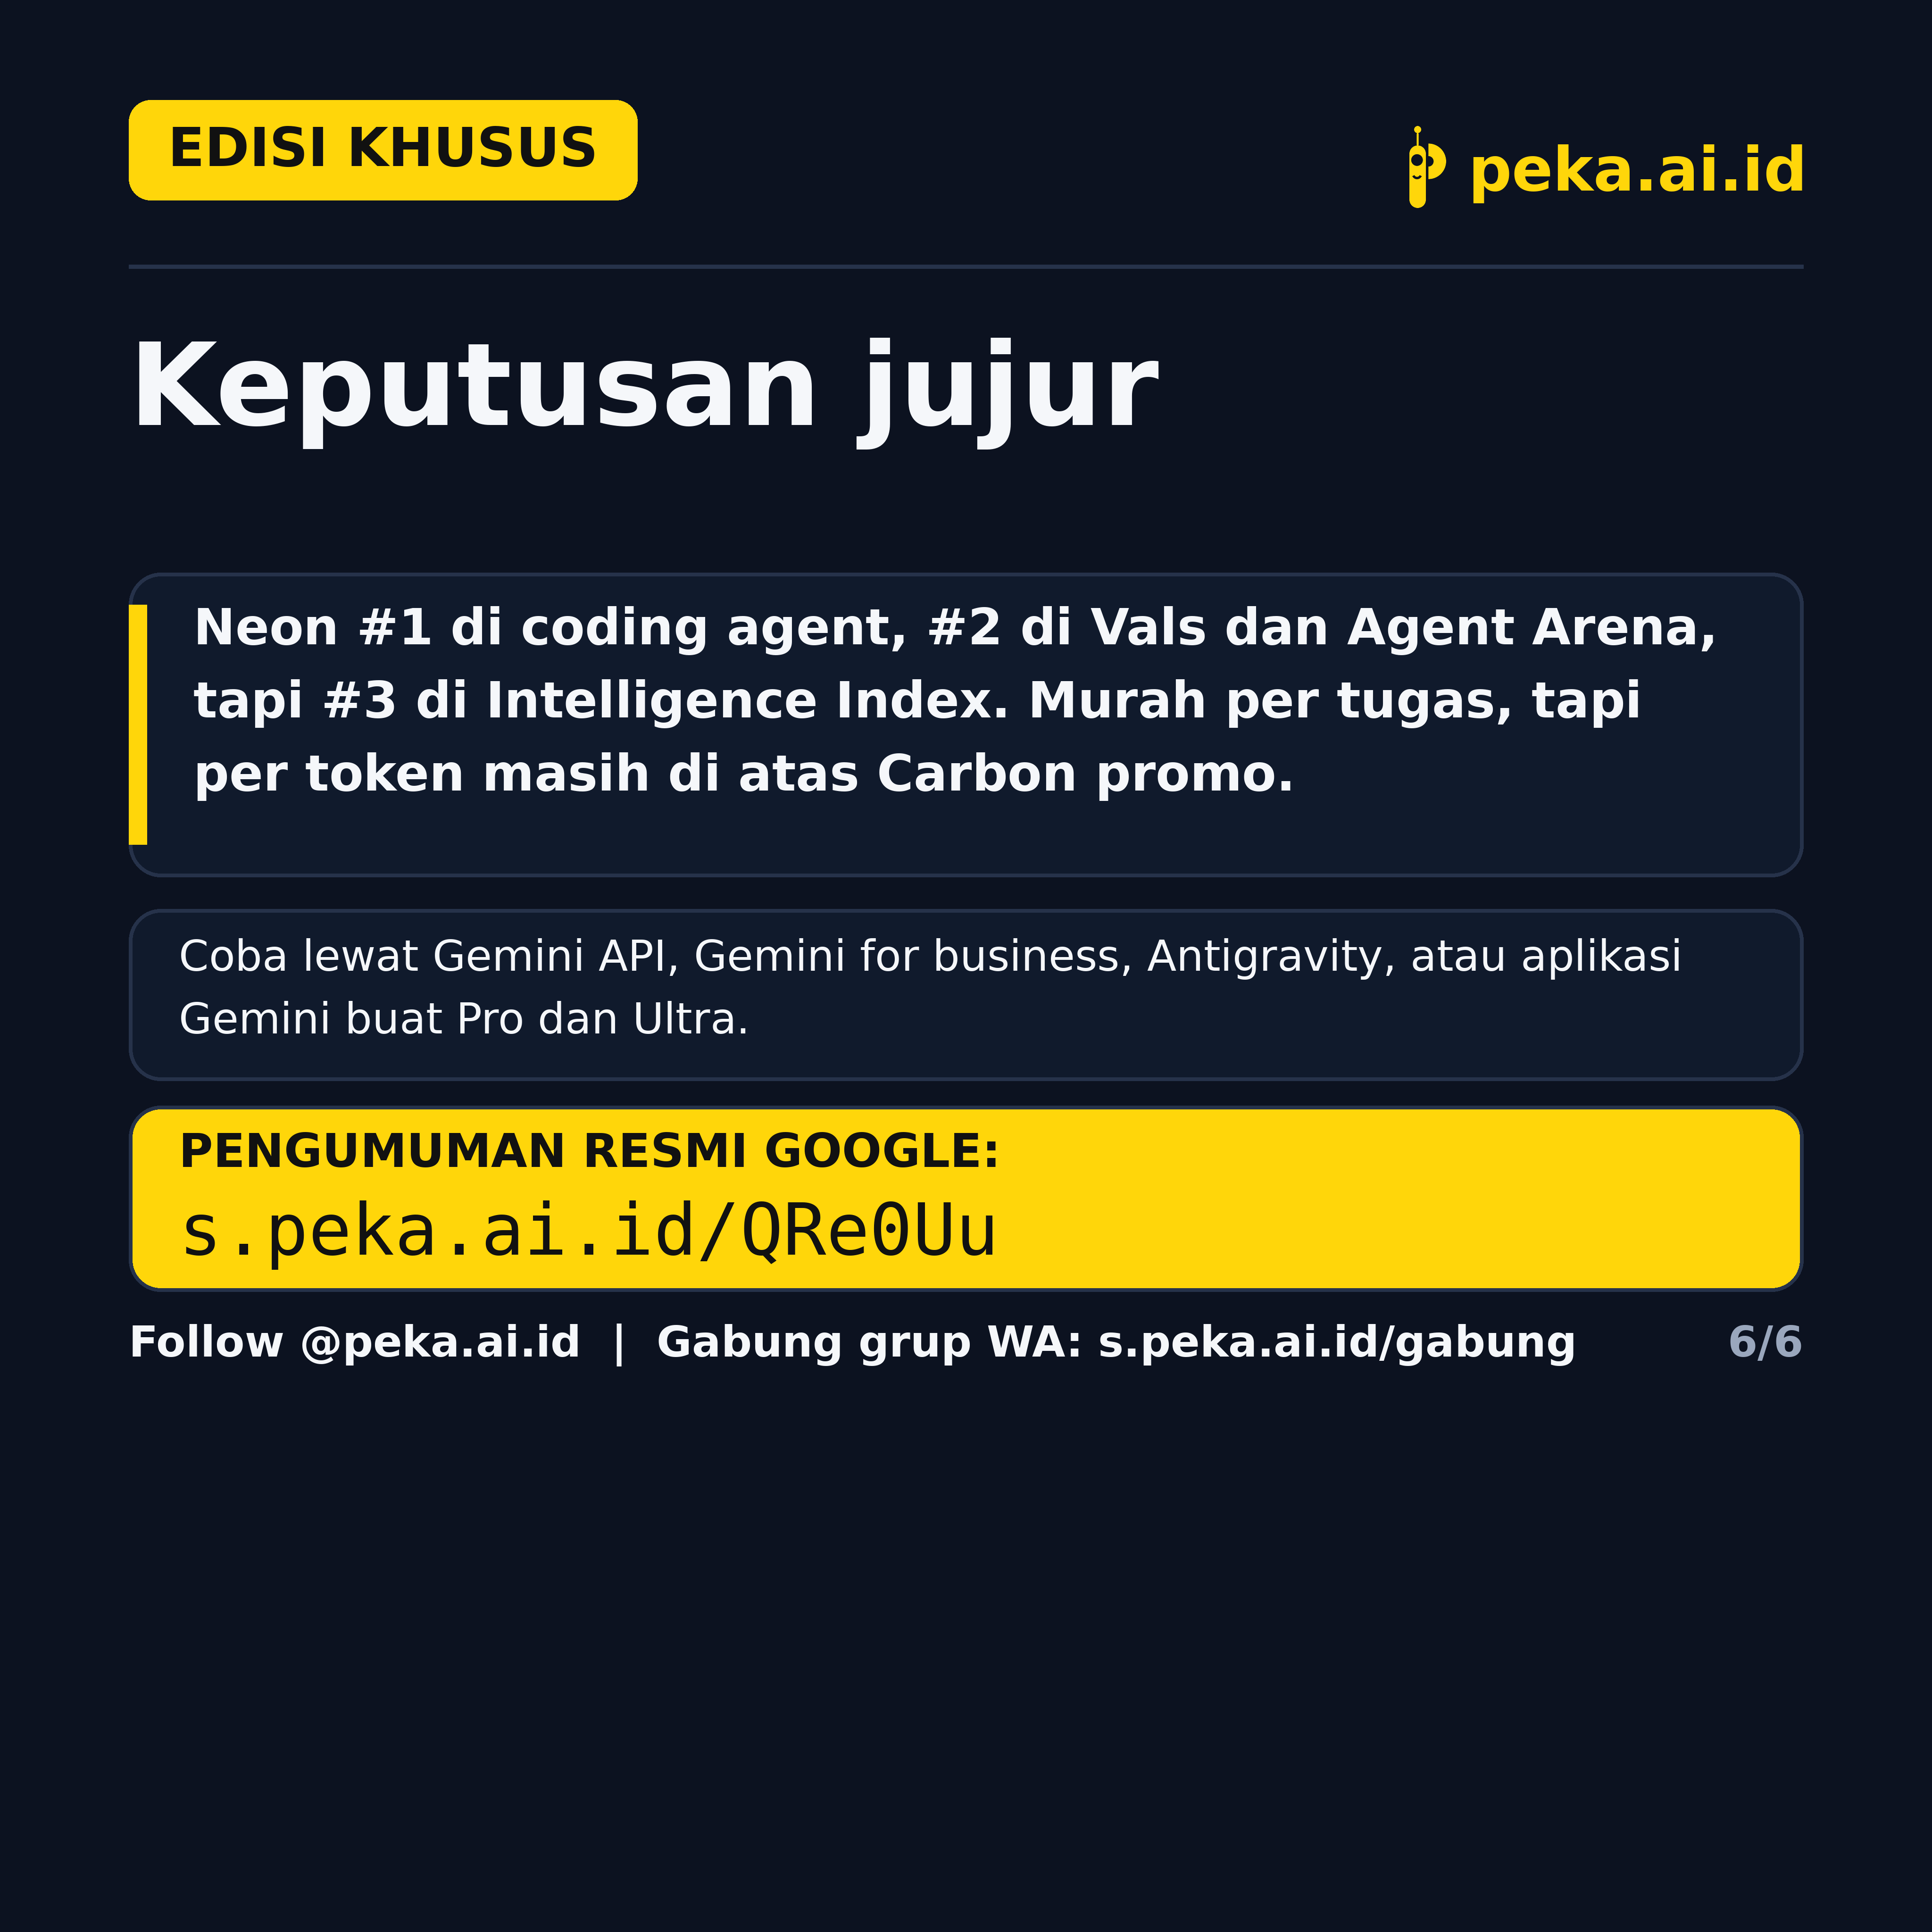 EDISI KHUSUS
peka.ai.id
Keputusan jujur
Neon #1 di coding agent, #2 di Vals dan Agent Arena,
tapi #3 di Intelligence Index. Murah per tugas, tapi
per token masih di atas Carbon promo.
Coba lewat Gemini API, Gemini for business, Antigravity, atau aplikasi
Gemini buat Pro dan Ultra.
PENGUMUMAN RESMI GOOGLE:
s.peka.ai.id/QRe0Uu
Follow @peka.ai.id | Gabung grup WA: s.peka.ai.id/gabung
6/6